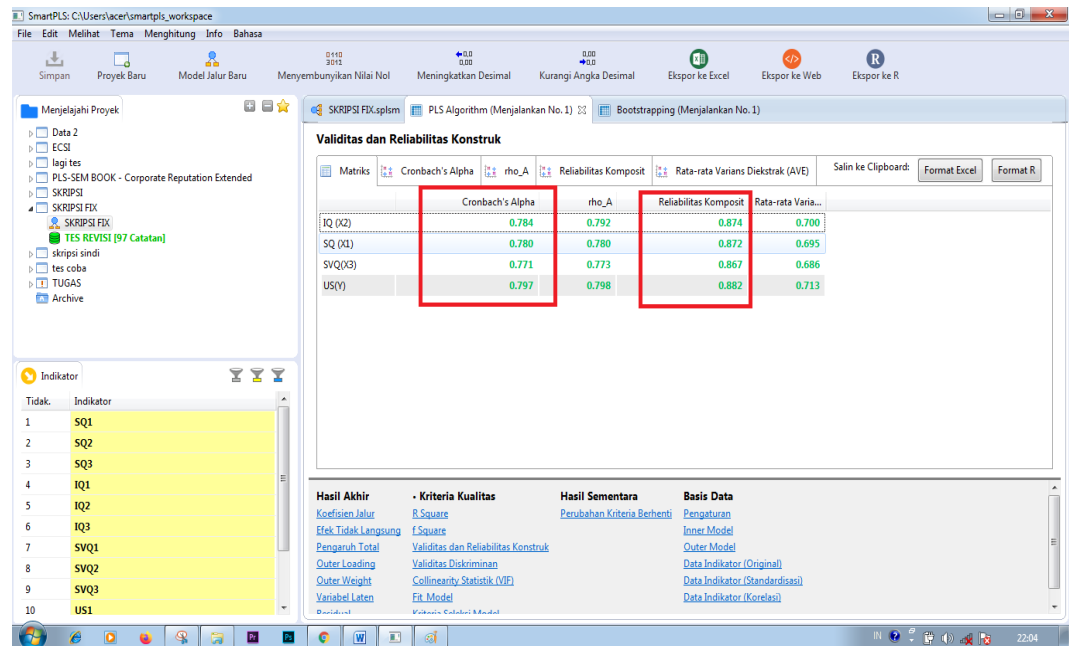 SmartPLS: C:\Users\acer\smartpls_workspace
File Edit Melihat Tema Menghitung Info Bahasa
Simpan Proyek Baru Model Jalur Baru Menyembunyikan Nilai Nol Meningkatkan Desimal Kurangi Angka Desimal Ekspor ke Excel Ekspor ke Web Ekspor ke R
Menjelajahi Proyek
Data 2
ECSI
lagi tes
PLS-SEM BOOK - Corporate Reputation Extended
SKRIPSI
SKRIPSI FIX
SKRIPSI FIX
TES REVISI [97 Catatan]
skripsi sindi
tes coba
TUGAS
Archive
Indikator
Tidak. Indikator
1 SQ1
2 SQ2
3 SQ3
4 IQ1
5 IQ2
6 IQ3
7 SVQ1
8 SVQ2
9 SVQ3
10 US1
SKRIPSI FIX.splsm PLS Algorithm (Menjalankan No. 1) Bootstrapping (Menjalankan No. 1)
Validitas dan Reliabilitas Konstruk
Matriks Cronbach's Alpha rho_A Reliabilitas Komposit Rata-rata Varians Diekstrak (AVE) Salin ke Clipboard: Format Excel Format R
Cronbach's Alpha rho_A Reliabilitas Komposit Rata-rata Varia...
IQ (X2) 0.784 0.792 0.874 0.700
SQ (X1) 0.780 0.780 0.872 0.695
SVQ(X3) 0.771 0.773 0.867 0.686
US(Y) 0.797 0.798 0.882 0.713
Hasil Akhir · Kriteria Kualitas Hasil Sementara Basis Data
Koefisien Jalur R Square Perubahan Kriteria Berhenti Pengaturan
Efek Tidak Langsung f Square Inner Model
Pengaruh Total Validitas dan Reliabilitas Konstruk Outer Model
Outer Loading Validitas Diskriminan Data Indikator (Original)
Outer Weight Collinearity Statistik (VIF) Data Indikator (Standardisasi)
Variabel Laten Fit Model Data Indikator (Korelasi)
Residual Kriteria Seleksi Model
IN 22:04